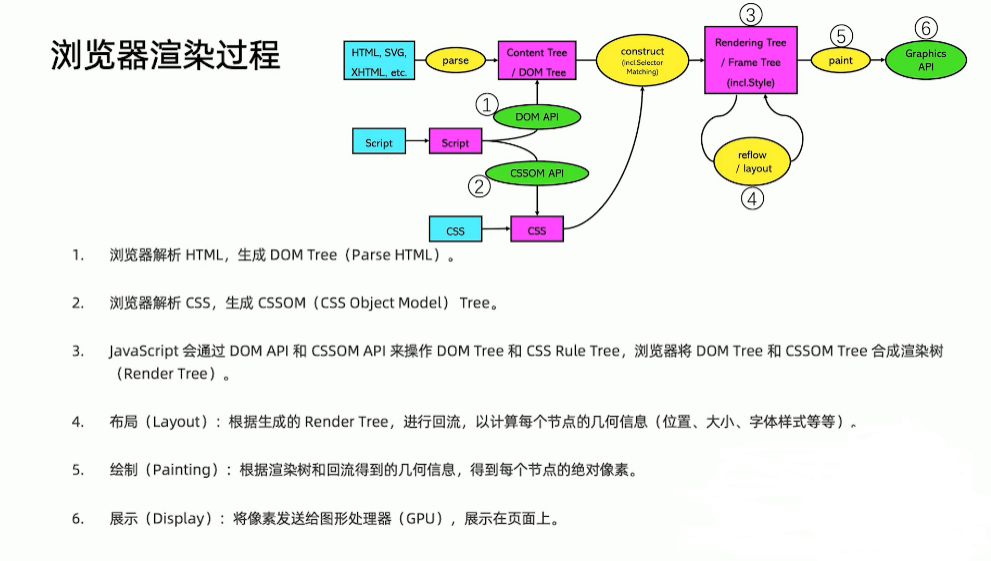 浏览器渲染过程
③
⑥
⑤
HTML, SVG,
XHTML, etc.
parse
Content Tree
/ DOM Tree
construct
(incl.Selector
Matching)
Rendering Tree
/ Frame Tree
(incl.Style)
paint
Graphics
API
①
DOM API
Script
Script
reflow
/ layout
②
CSSOM API
④
CSS
CSS
1. 浏览器解析 HTML，生成 DOM Tree（Parse HTML）。
2. 浏览器解析 CSS，生成 CSSOM（CSS Object Model） Tree。
3. JavaScript 会通过 DOM API 和 CSSOM API 来操作 DOM Tree 和 CSS Rule Tree，浏览器将 DOM Tree 和 CSSOM Tree 合成渲染树
（Render Tree）。
4. 布局（Layout）：根据生成的 Render Tree，进行回流，以计算每个节点的几何信息（位置、大小、字体样式等等）。
5. 绘制（Painting）：根据渲染树和回流得到的几何信息，得到每个节点的绝对像素。
6. 展示（Display）：将像素发送给图形处理器（GPU），展示在页面上。